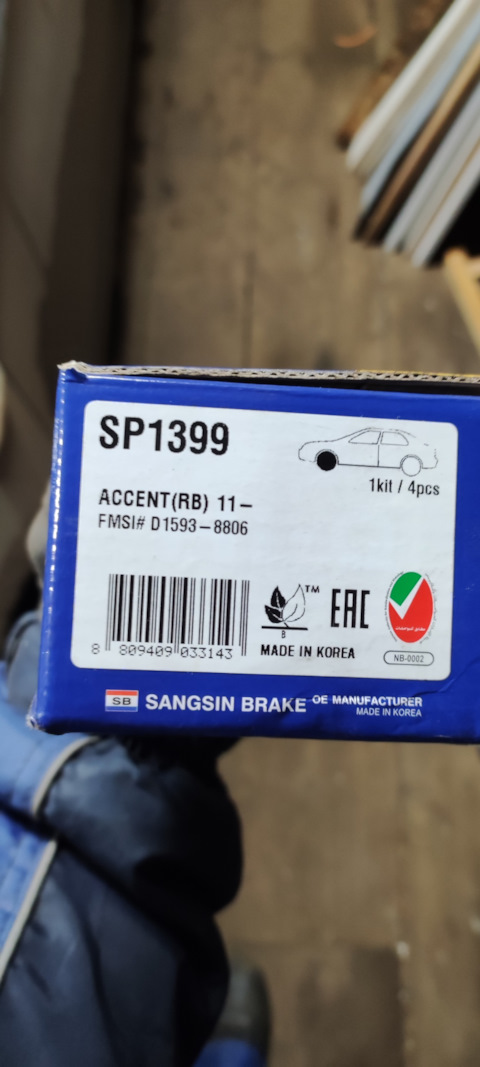 SP1399
1kit / 4pcs
ACCENT(RB) 11-
FMSI# D1593-8806
TM
B
EAC
8 809409 033143
MADE IN KOREA
NB-0002
SB SANGSIN BRAKE OE MANUFACTURER
MADE IN KOREA